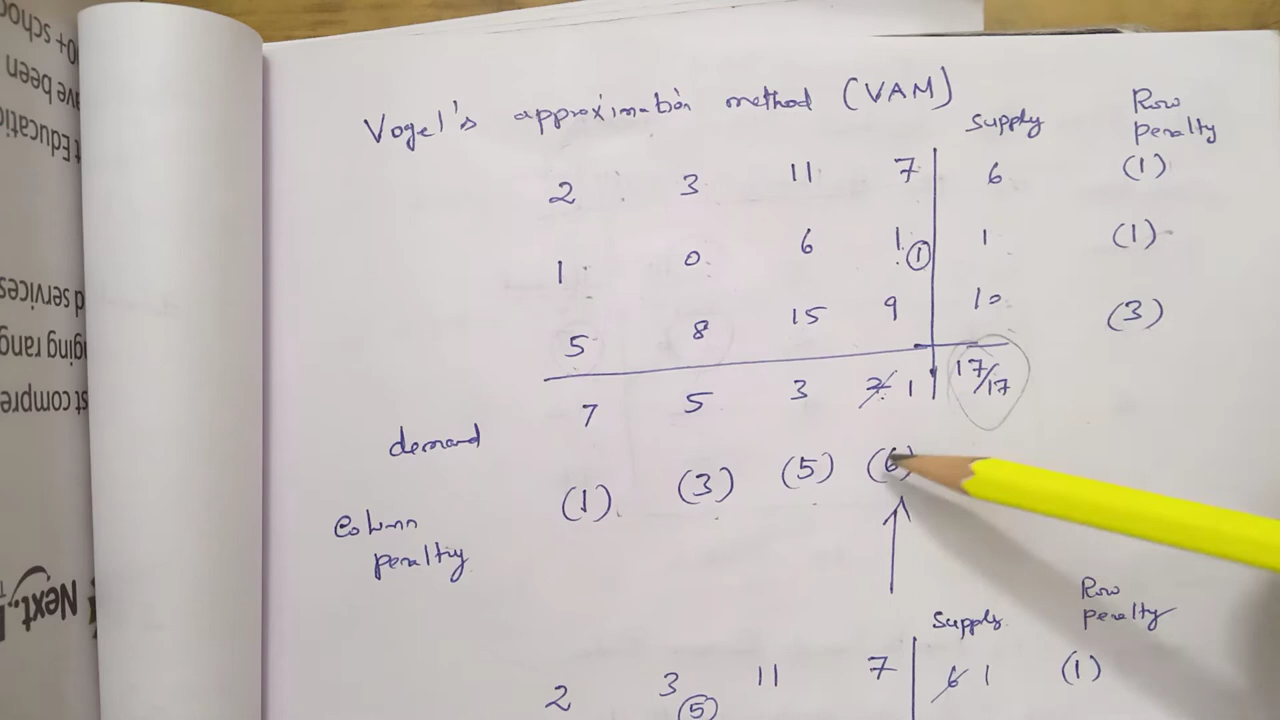 Vogel's approximation method (VAM)
Supply Row penalty
2 3 11 7 6 (1)
1 0 6 1 ① 1 (1)
5 8 15 9 10 (3)
demand 7 5 3 2 1 17/17
Column penalty (1) (3) (5) (6)
Supply Row penalty
2 3 ⑤ 11 7 6 1 (1)
Next.